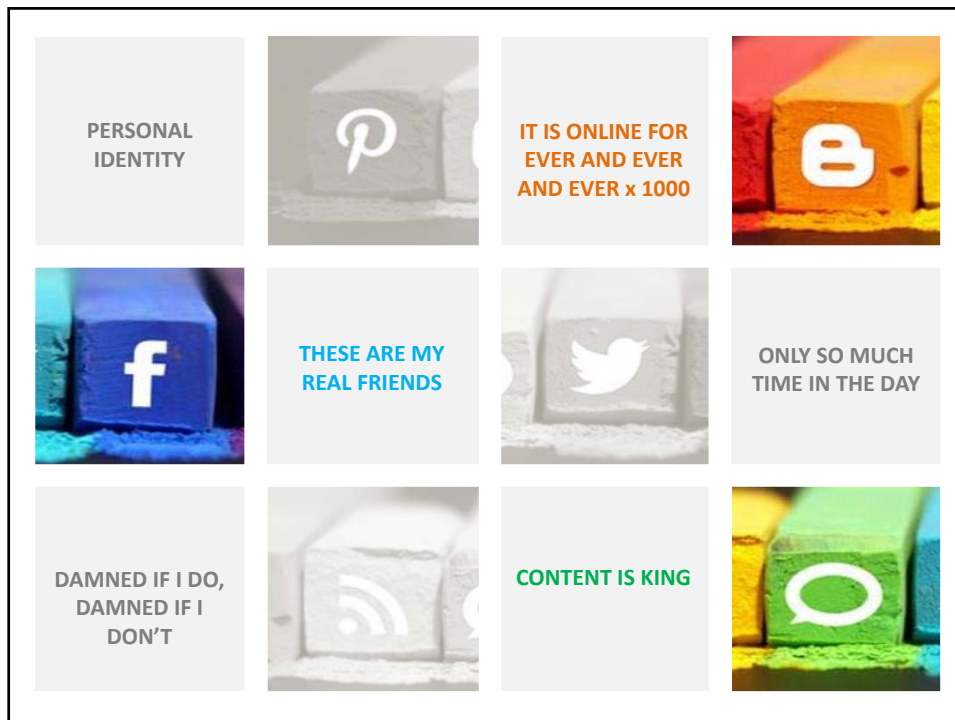 PERSONAL
IDENTITY
IT IS ONLINE FOR
EVER AND EVER
AND EVER x 1000
THESE ARE MY
REAL FRIENDS
ONLY SO MUCH
TIME IN THE DAY
DAMNED IF I DO,
DAMNED IF I
DON’T
CONTENT IS KING